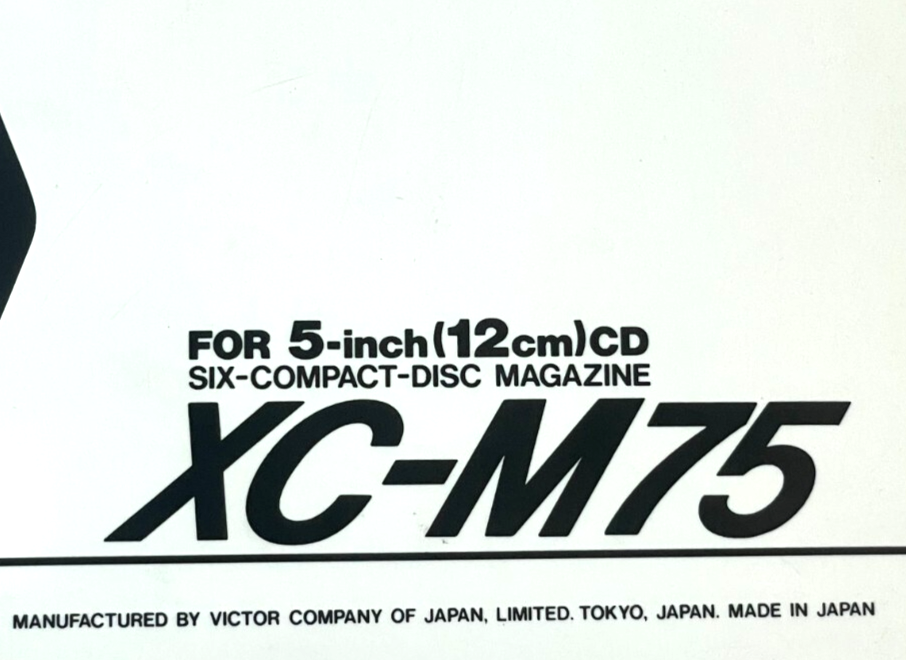 FOR 5-inch(12cm)CD
SIX-COMPACT-DISC MAGAZINE
XC-M75
MANUFACTURED BY VICTOR COMPANY OF JAPAN, LIMITED. TOKYO, JAPAN. MADE IN JAPAN